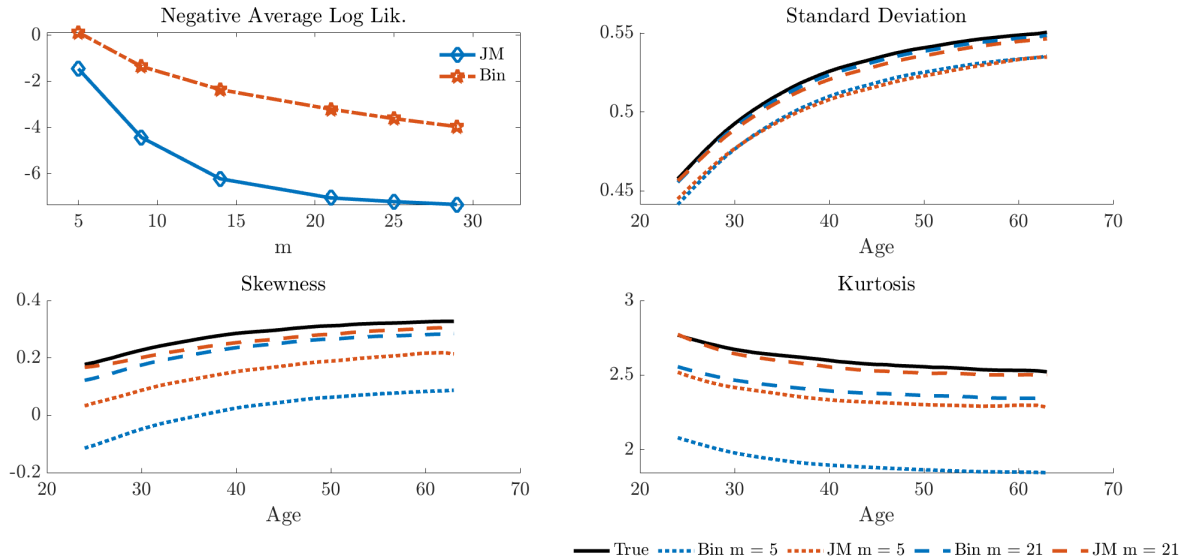 Negative Average Log Lik.
0
-2
-4
-6
5
10
15
20
25
30
m
JM
Bin
Standard Deviation
0.55
0.5
0.45
20
30
40
50
60
70
Age
Skewness
0.4
0.2
0
-0.2
20
30
40
50
60
70
Age
Kurtosis
3
2.5
2
20
30
40
50
60
70
Age
True
Bin m = 5
JM m = 5
Bin m = 21
JM m = 21